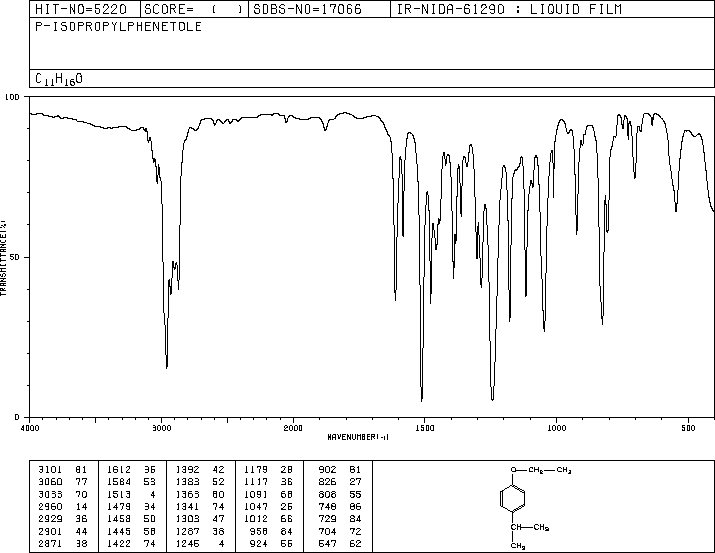 HIT-NO=5220 SCORE= ( ) SDBS-NO=17066 IR-NIDA-61290 : LIQUID FILM
P-ISOPROPYLPHENETOLE
C11H16O
100
50
0
TRANSMITTANCE(%)
4000 3000 2000 1500 1000 500
WAVENUMBER(-1)
3101 81 1612 36 1392 42 1179 28 902 81
3060 77 1584 53 1383 52 1117 36 826 27
3033 70 1513 4 1363 60 1091 68 808 55
2960 14 1479 34 1341 74 1047 26 748 86
2929 36 1458 50 1303 47 1012 66 729 84
2901 44 1445 58 1287 38 958 84 704 72
2871 38 1422 74 1245 4 924 55 547 62
O—CH2—CH3
CH—CH3
CH3